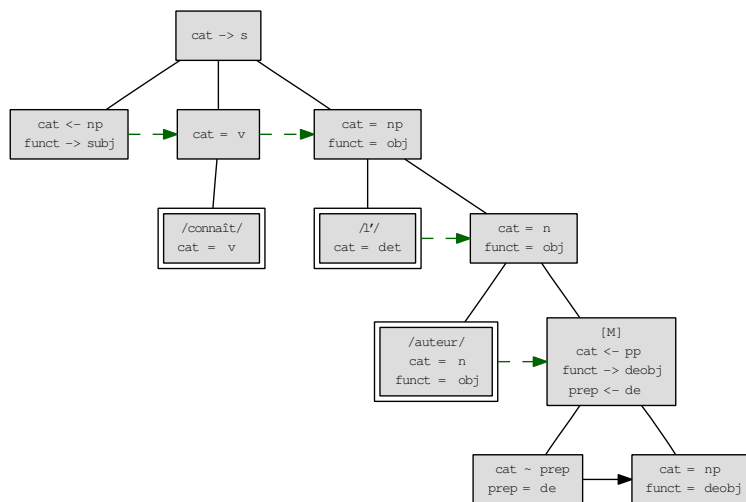 cat -> s
cat <- np
funct -> subj
cat = v
cat = np
funct = obj
/connaît/
cat = v
/l'/
cat = det
cat = n
funct = obj
/auteur/
cat = n
funct = obj
[M]
cat <- pp
funct -> deobj
prep <- de
cat ~ prep
prep = de
cat = np
funct = deobj